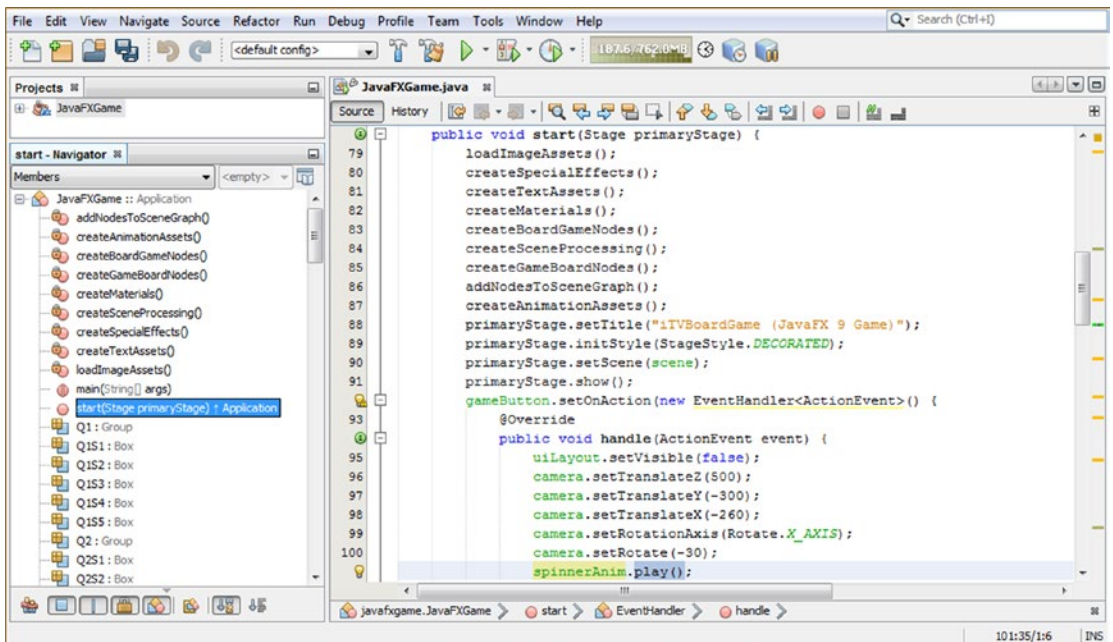 File Edit View Navigate Source Refactor Run Debug Profile Team Tools Window Help
Search (Ctrl+I)
<default config>
187.6/762.0MB
Projects
JavaFXGame
start - Navigator
Members
<empty>
JavaFXGame :: Application
addNodesToSceneGraph()
createAnimationAssets()
createBoardGameNodes()
createGameBoardNodes()
createMaterials()
createSceneProcessing()
createSpecialEffects()
createTextAssets()
loadImageAssets()
main(String[] args)
start(Stage primaryStage) ↑ Application
Q1 : Group
Q1S1 : Box
Q1S2 : Box
Q1S3 : Box
Q1S4 : Box
Q1S5 : Box
Q2 : Group
Q2S1 : Box
Q2S2 : Box
JavaFXGame.java
Source History
public void start(Stage primaryStage) {
79 loadImageAssets();
80 createSpecialEffects();
81 createTextAssets();
82 createMaterials();
83 createBoardGameNodes();
84 createSceneProcessing();
85 createGameBoardNodes();
86 addNodesToSceneGraph();
87 createAnimationAssets();
88 primaryStage.setTitle("iTVBoardGame (JavaFX 9 Game)");
89 primaryStage.initStyle(StageStyle.DECORATED);
90 primaryStage.setScene(scene);
91 primaryStage.show();
gameButton.setOnAction(new EventHandler<ActionEvent>() {
93 @Override
public void handle(ActionEvent event) {
95 uiLayout.setVisible(false);
96 camera.setTranslateZ(500);
97 camera.setTranslateY(-300);
98 camera.setTranslateX(-260);
99 camera.setRotationAxis(Rotate.X_AXIS);
100 camera.setRotate(-30);
spinnerAnim.play();
javafxgame.JavaFXGame start EventHandler handle
101:35/1:6 INS